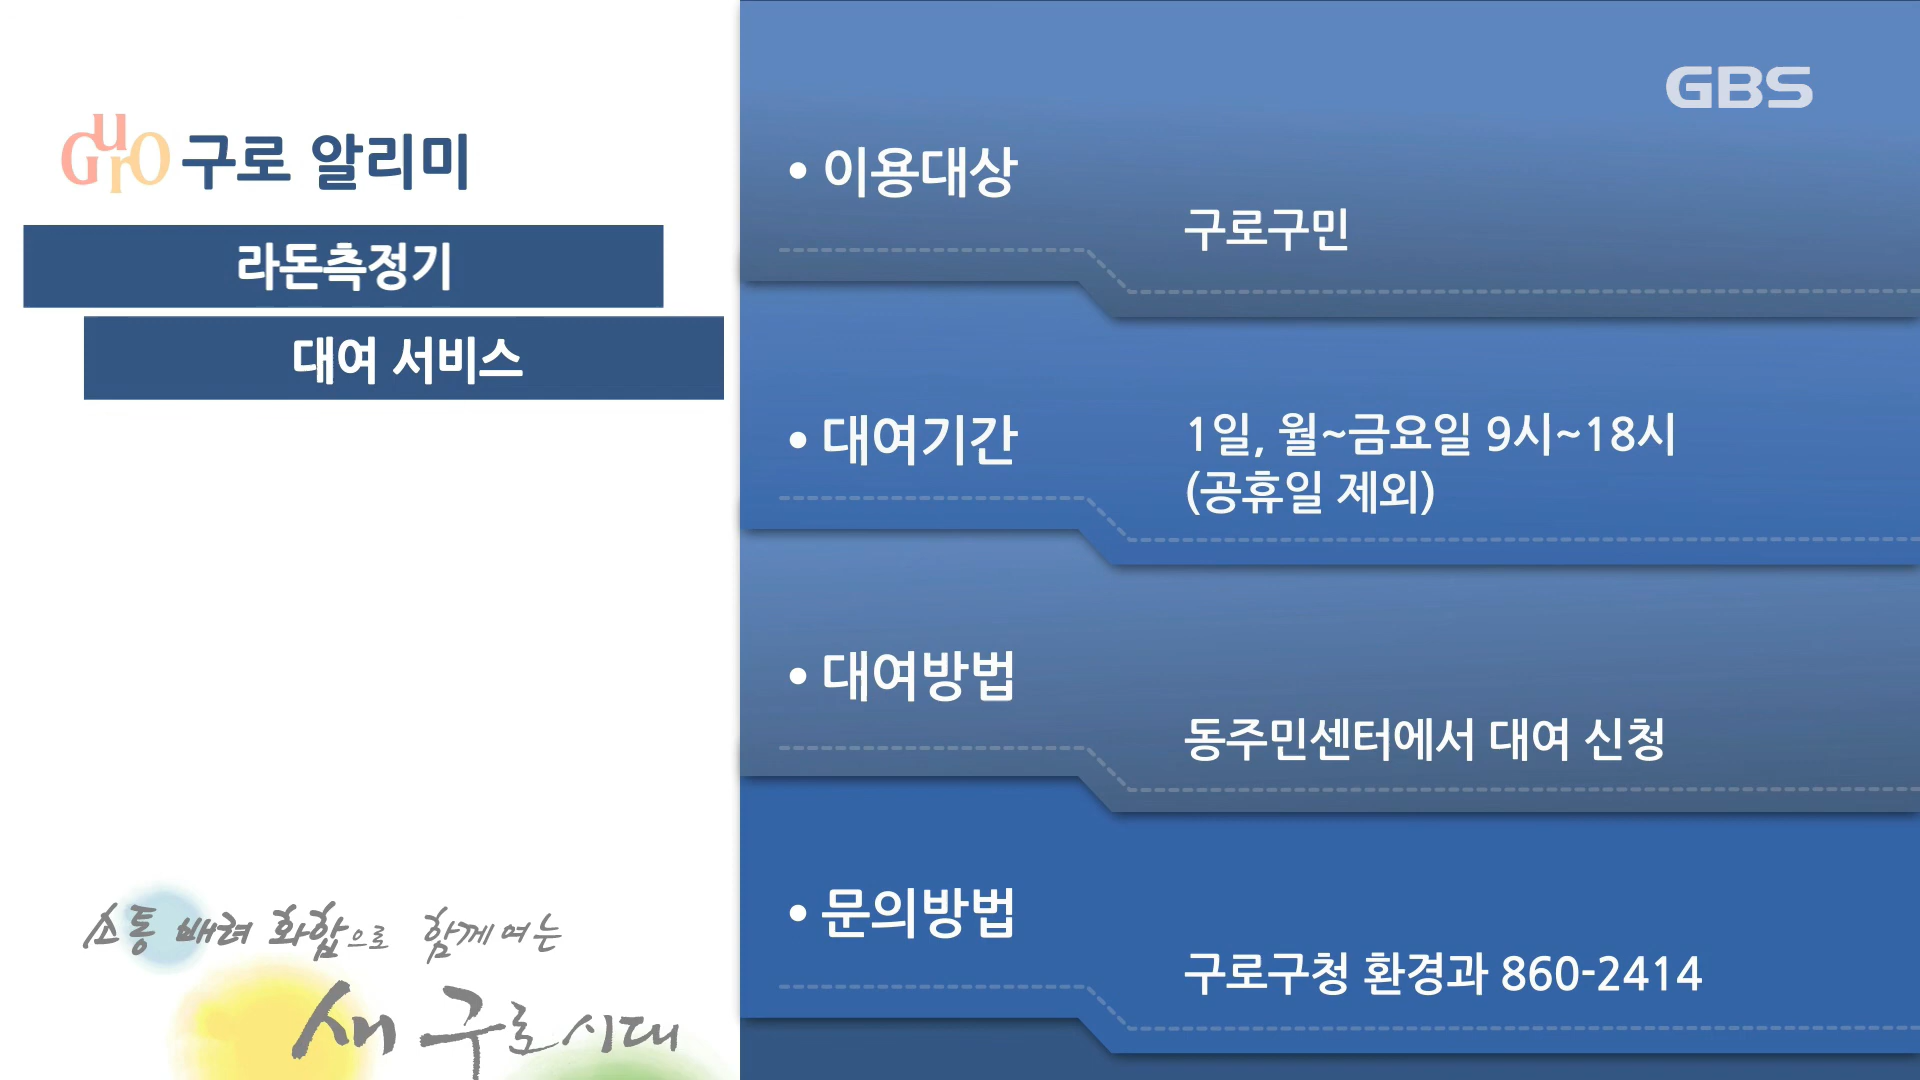 GurO 구로 알리미
라돈측정기
대여 서비스
소통 배려 화합으로 함께 여는
새 구로시대
GBS
• 이용대상
구로구민
• 대여기간
1일, 월~금요일 9시~18시
(공휴일 제외)
• 대여방법
동주민센터에서 대여 신청
• 문의방법
구로구청 환경과 860-2414